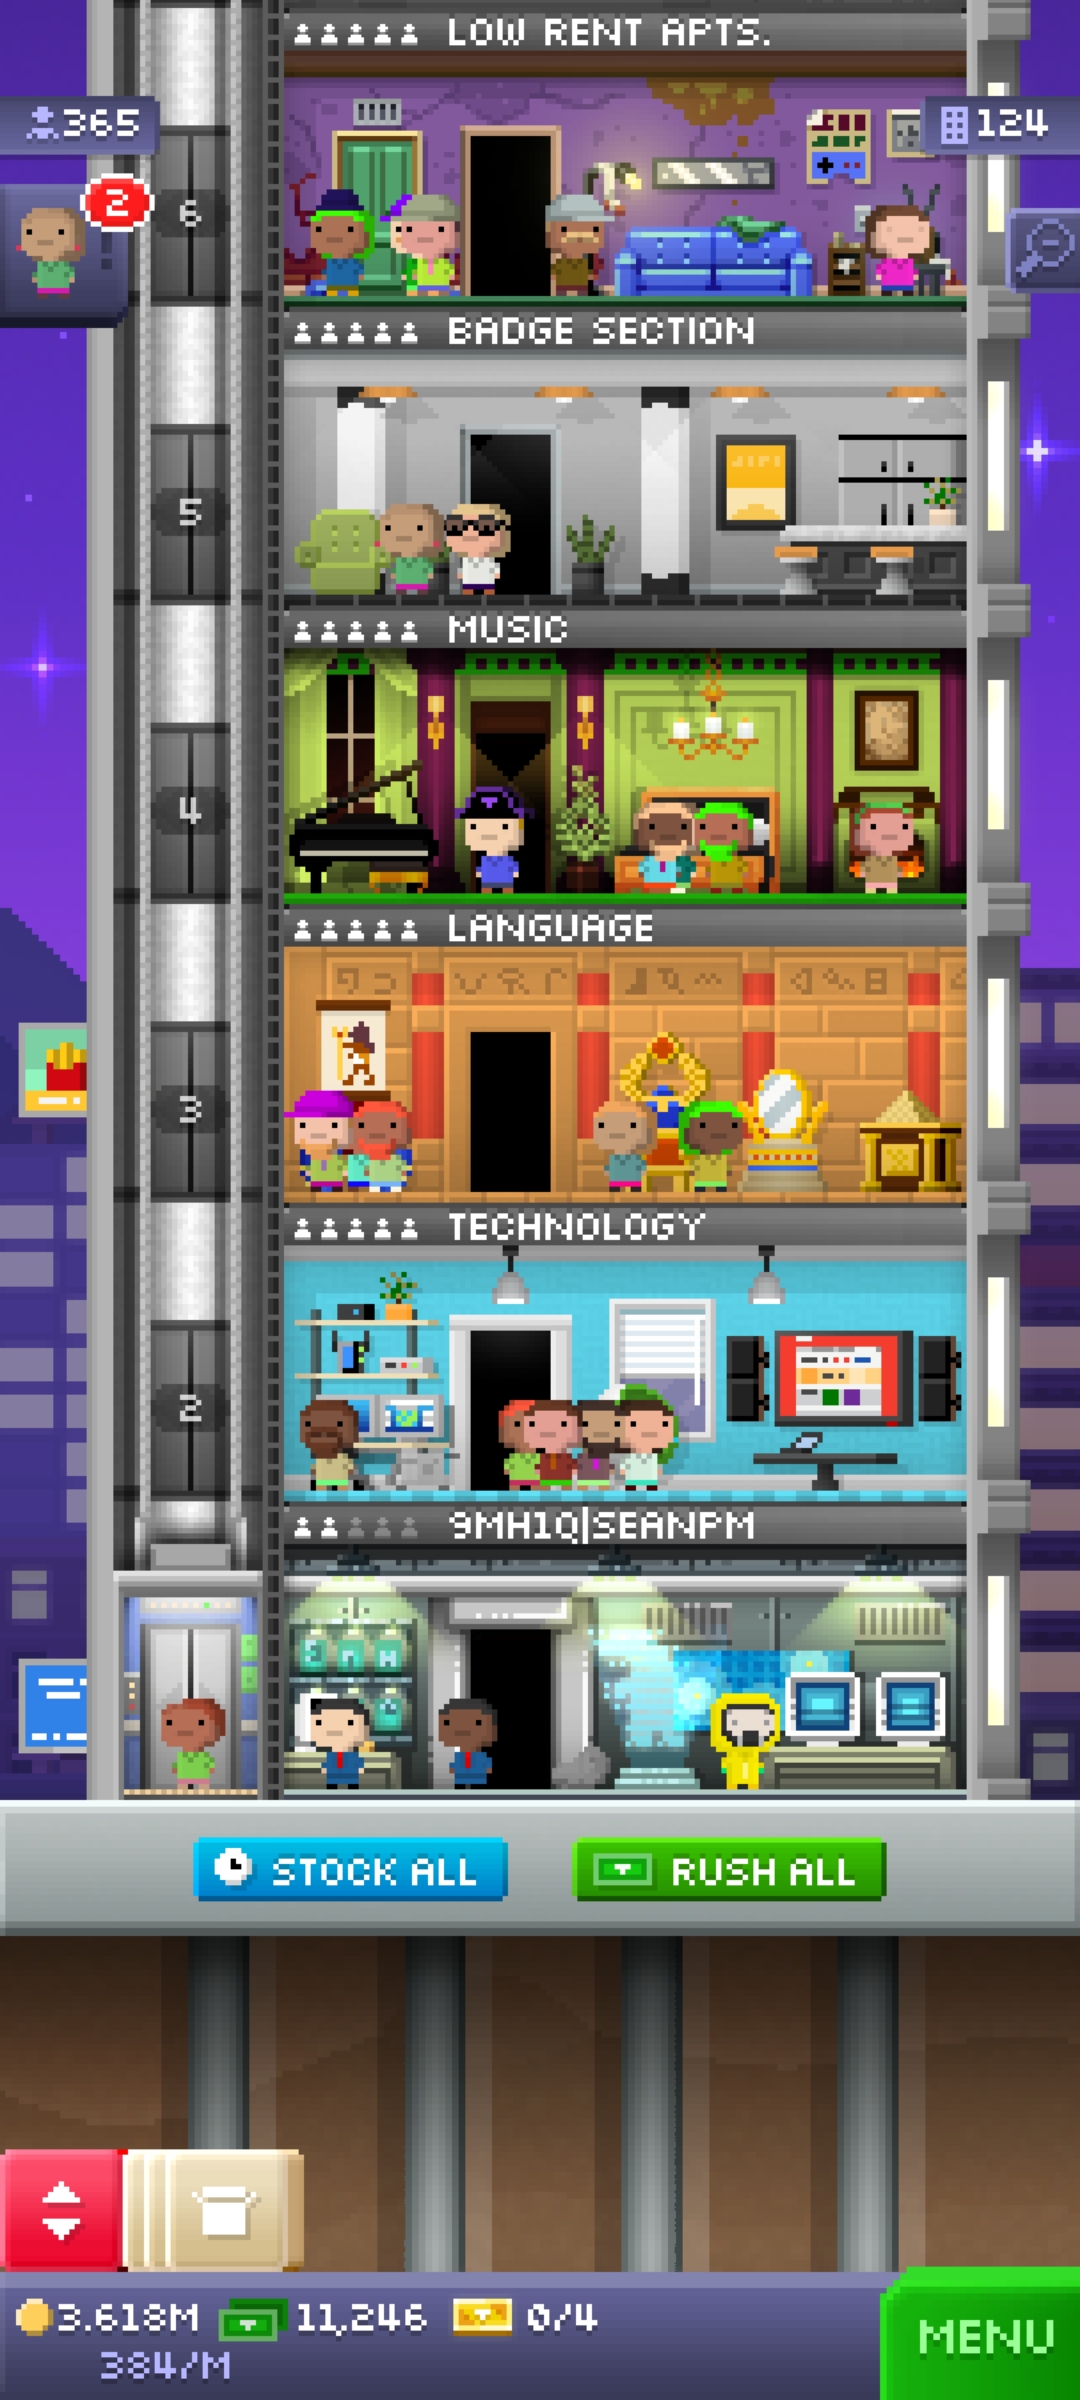 LOW RENT APTS.
365
124
2
6
BADGE SECTION
5
MUSIC
4
LANGUAGE
3
TECHNOLOGY
2
9MH1Q|SEANPM
STOCK ALL
RUSH ALL
3.618M
11,246
0/4
384/M
MENU